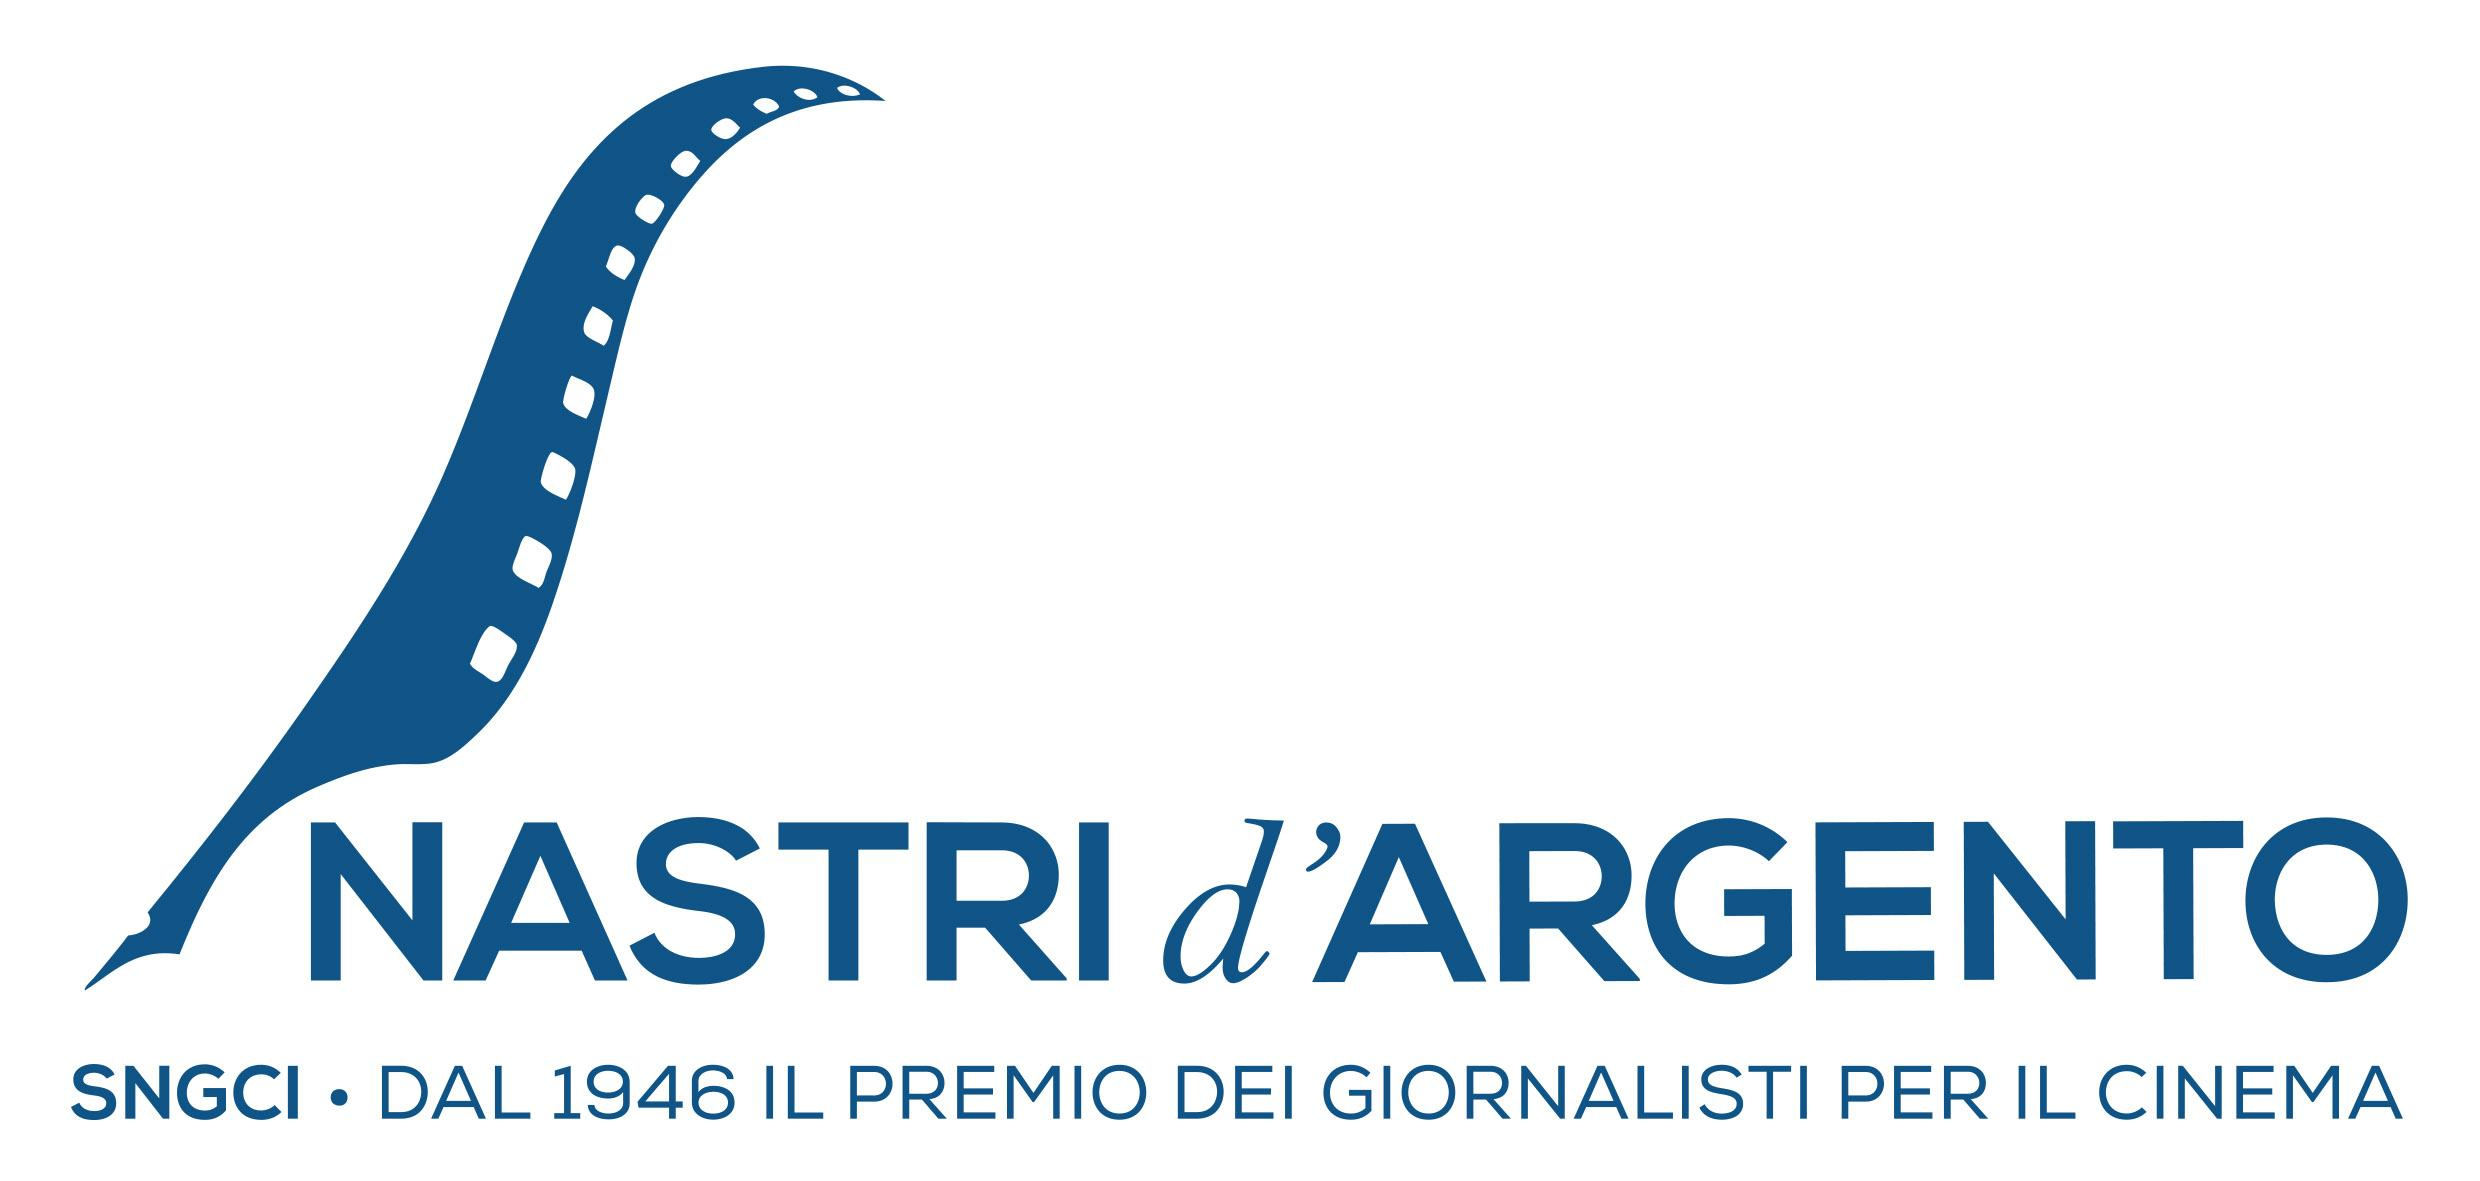 NASTRI d'ARGENTO
SNGCI • DAL 1946 IL PREMIO DEI GIORNALISTI PER IL CINEMA